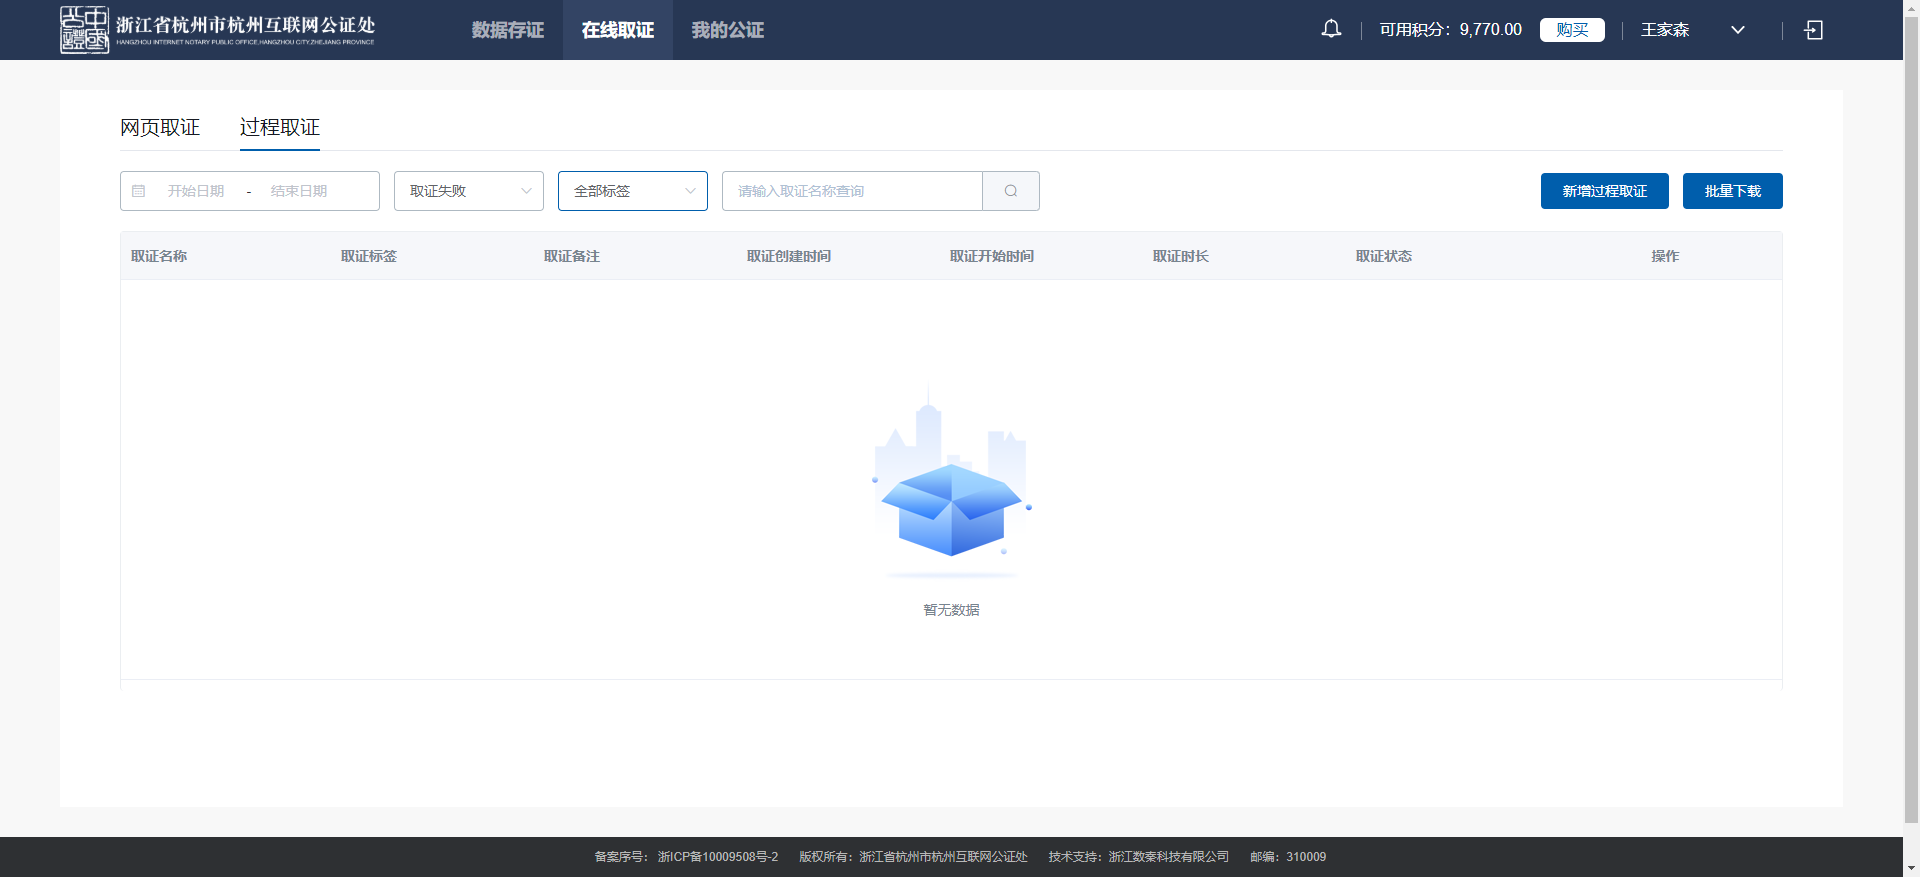 浙江省杭州市杭州互联网公证处
HANGZHOU INTERNET NOTARY PUBLIC OFFICE,HANGZHOU CITY,ZHEJIANG PROVINCE
数据存证 在线取证 我的公证
可用积分：9,770.00 购买 王家森
网页取证 过程取证
开始日期 - 结束日期 取证失败 全部标签 请输入取证名称查询 新增过程取证 批量下载
取证名称 取证标签 取证备注 取证创建时间 取证开始时间 取证时长 取证状态 操作
暂无数据
备案序号： 浙ICP备10009508号-2 版权所有：浙江省杭州市杭州互联网公证处 技术支持：浙江数秦科技有限公司 邮编：310009